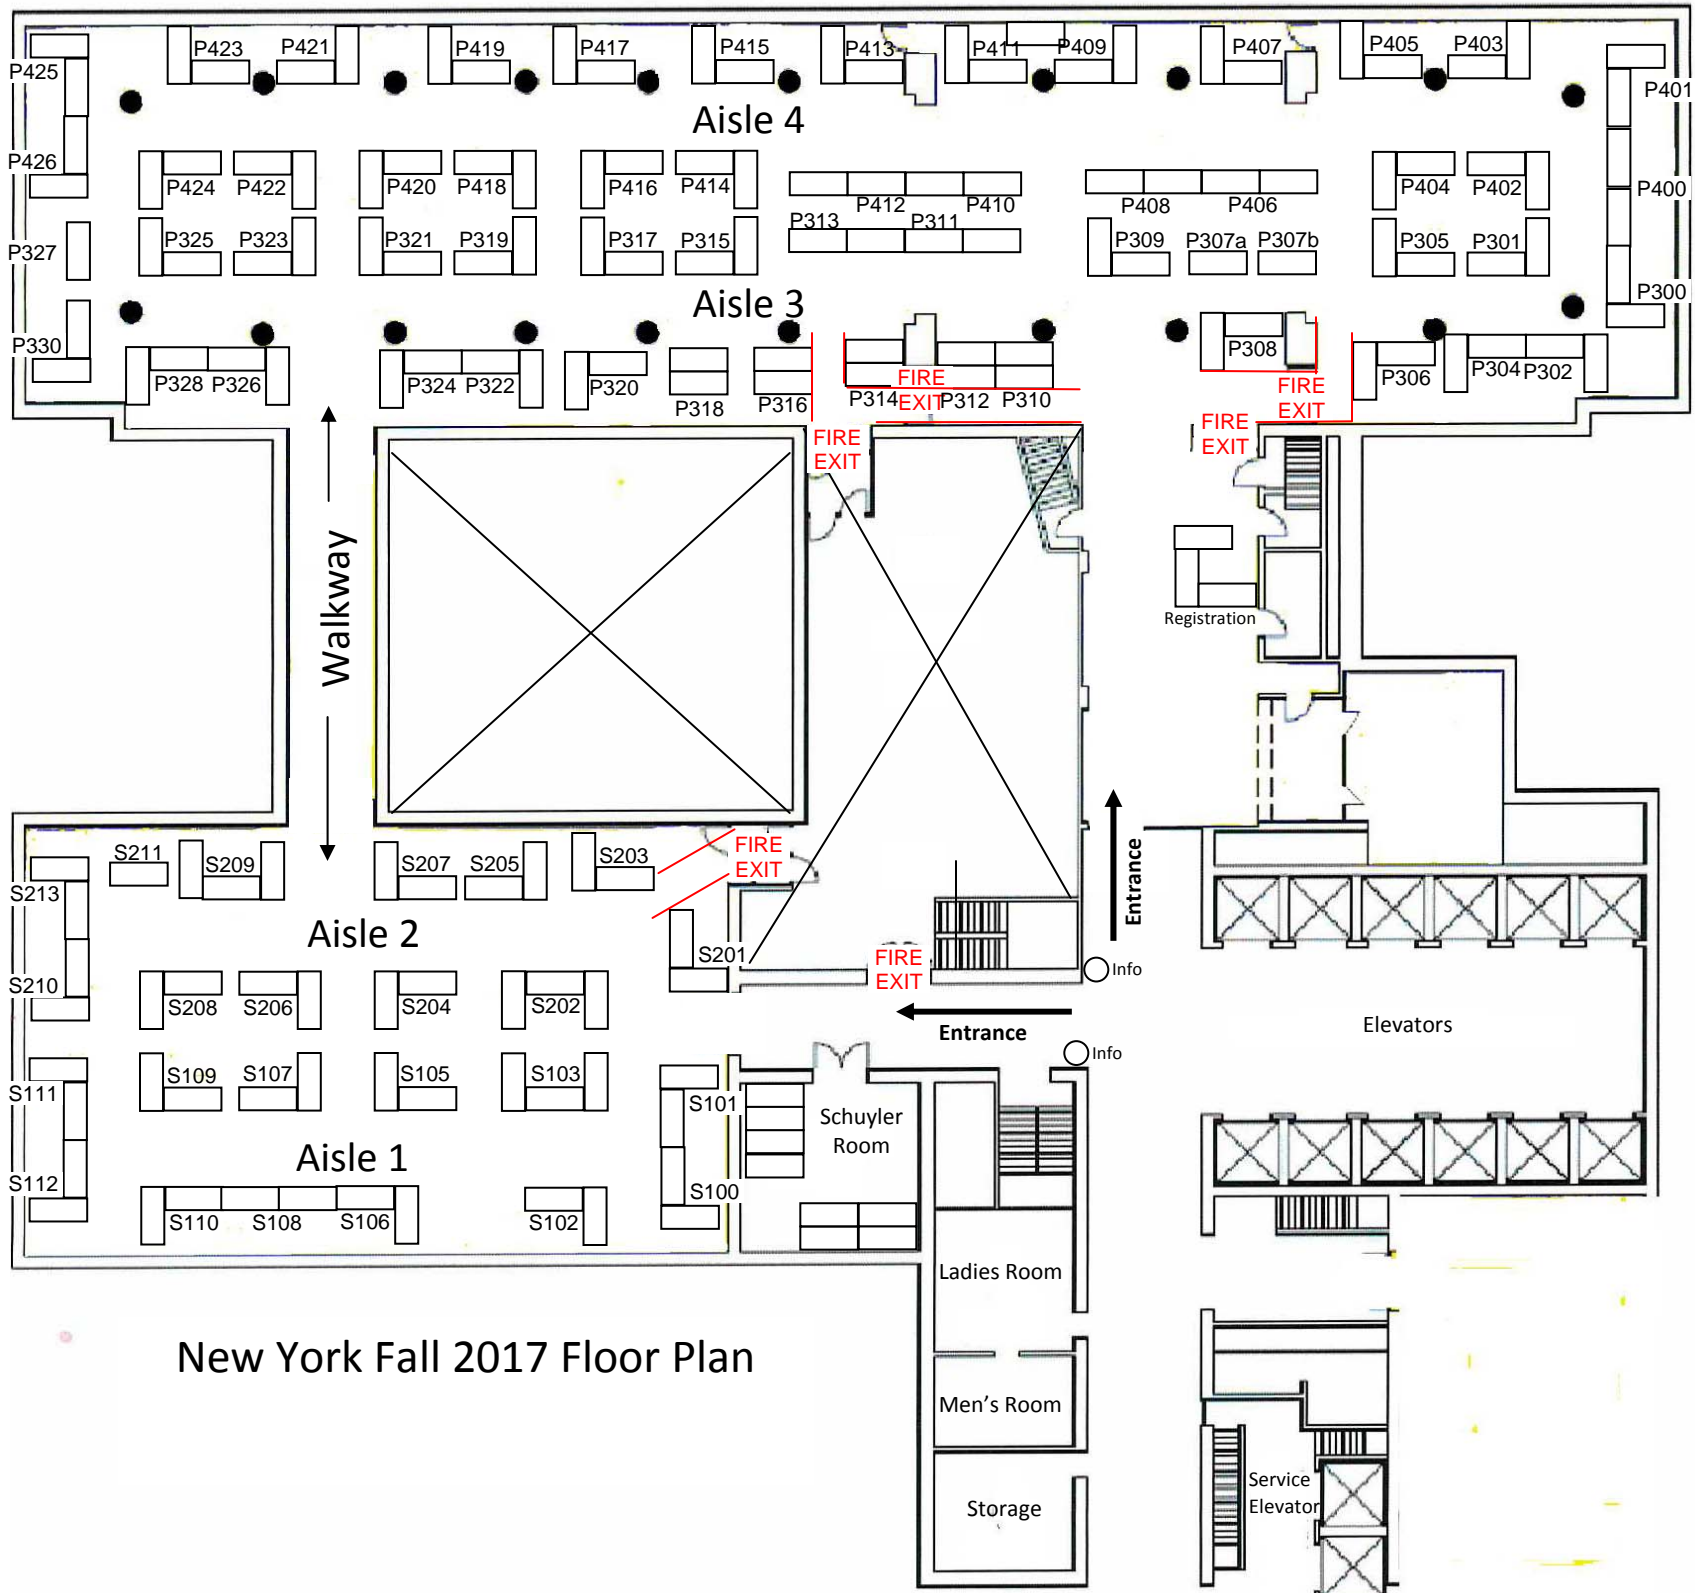 P423 P421 P419 P417 P415 P413 P411 P409 P407 P405 P403
P425
P401
Aisle 4
P426
P424 P422 P420 P418 P416 P414
P412 P410
P408 P406
P404 P402
P400
P327
P325 P323 P321 P319 P317 P315
P313 P311
P309 P307a P307b
P305 P301
P300
Aisle 3
P330
P328 P326
P324 P322
P320
P318
P316
P314
FIRE
EXIT
P312 P310
P308
FIRE
EXIT
P306
P304 P302
FIRE
EXIT
FIRE
EXIT
Walkway
Registration
S211
S209
S207 S205
S203
FIRE
EXIT
Entrance
S213
Aisle 2
S201
FIRE
EXIT
Info
S210
S208 S206
S204
S202
Entrance
Elevators
Info
S111
S109 S107
S105
S103
S101
Schuyler
Room
Aisle 1
S112
S100
S110 S108 S106
S102
Ladies Room
New York Fall 2017 Floor Plan
Men's Room
Service
Elevator
Storage